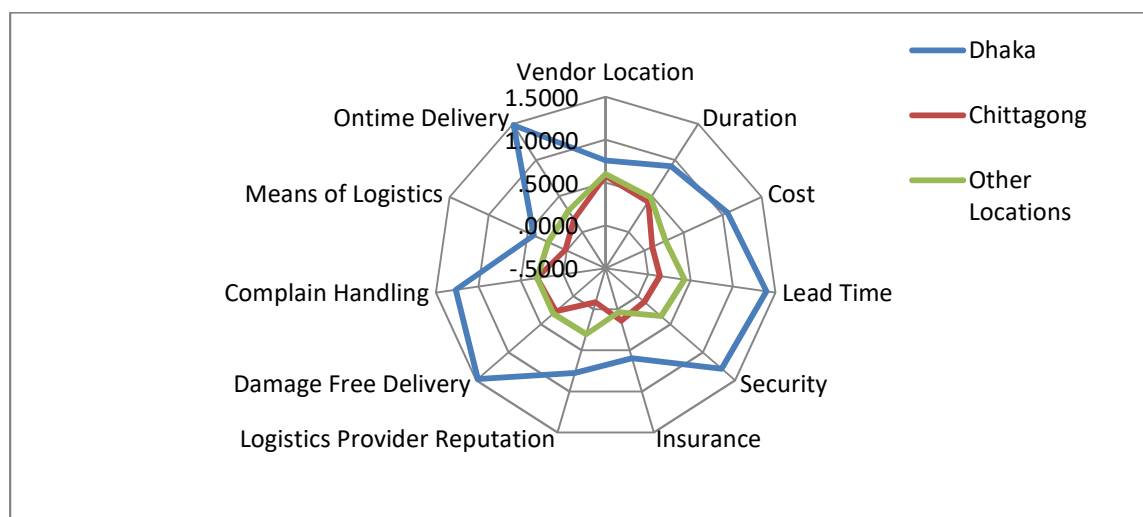 Dhaka
Chittagong
Other
Locations
Vendor Location
Duration
Cost
Lead Time
Security
Insurance
Logistics Provider Reputation
Damage Free Delivery
Complain Handling
Means of Logistics
Ontime Delivery
1.5000
1.0000
.5000
.0000
-.5000